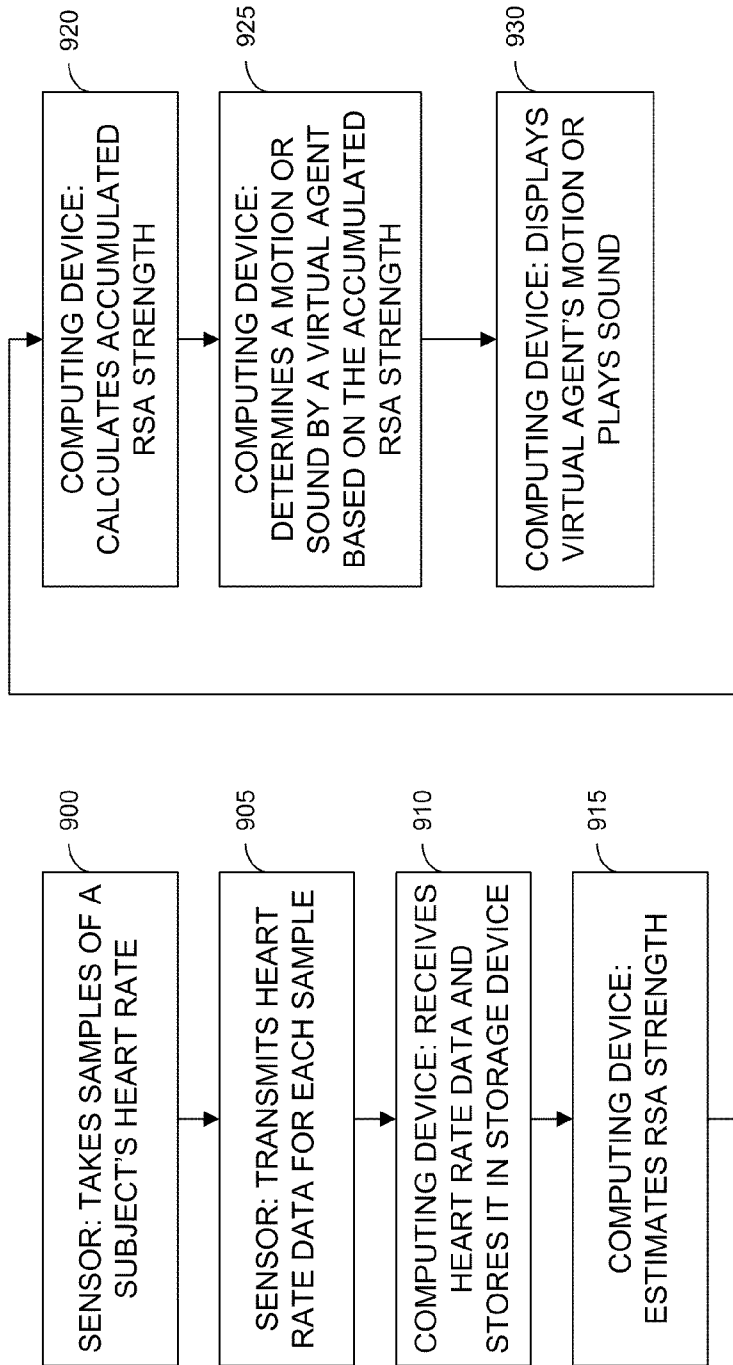 900
SENSOR: TAKES SAMPLES OF A
SUBJECT'S HEART RATE
905
SENSOR: TRANSMITS HEART
RATE DATA FOR EACH SAMPLE
910
COMPUTING DEVICE: RECEIVES
HEART RATE DATA AND
STORES IT IN STORAGE DEVICE
915
COMPUTING DEVICE:
ESTIMATES RSA STRENGTH
920
COMPUTING DEVICE:
CALCULATES ACCUMULATED
RSA STRENGTH
925
COMPUTING DEVICE:
DETERMINES A MOTION OR
SOUND BY A VIRTUAL AGENT
BASED ON THE ACCUMULATED
RSA STRENGTH
930
COMPUTING DEVICE: DISPLAYS
VIRTUAL AGENT'S MOTION OR
PLAYS SOUND